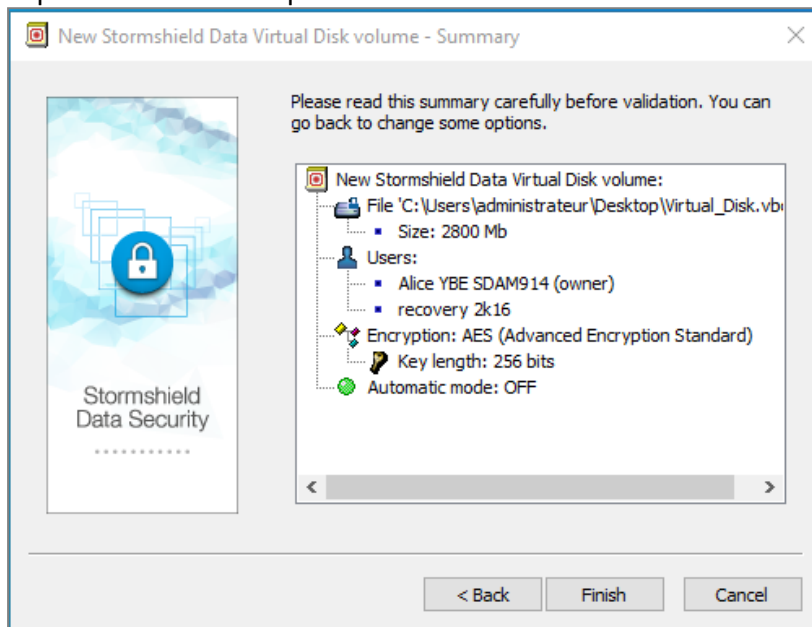 New Stormshield Data Virtual Disk volume - Summary
Please read this summary carefully before validation. You can
go back to change some options.
New Stormshield Data Virtual Disk volume:
File 'C:\Users\administrateur\Desktop\Virtual_Disk.vb
Size: 2800 Mb
Users:
Alice YBE SDAM914 (owner)
recovery 2k16
Encryption: AES (Advanced Encryption Standard)
Key length: 256 bits
Automatic mode: OFF
Stormshield
Data Security
< Back
Finish
Cancel